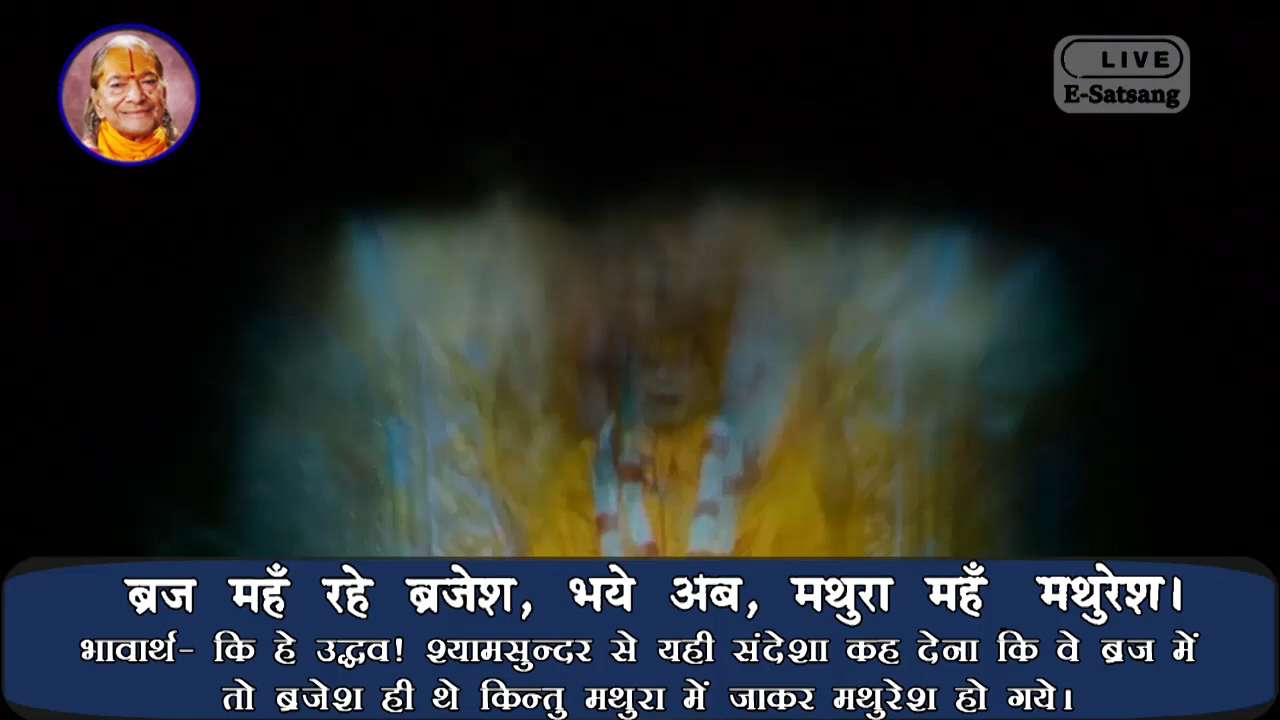 LIVE
E-Satsang
ब्रज महँ रहे ब्रजेश, भये अब, मथुरा महँ मथुरेश।
भावार्थ- कि हे उद्धव! श्यामसुन्दर से यही संदेशा कह देना कि वे ब्रज में
तो ब्रजेश ही थे किन्तु मथुरा में जाकर मथुरेश हो गये।